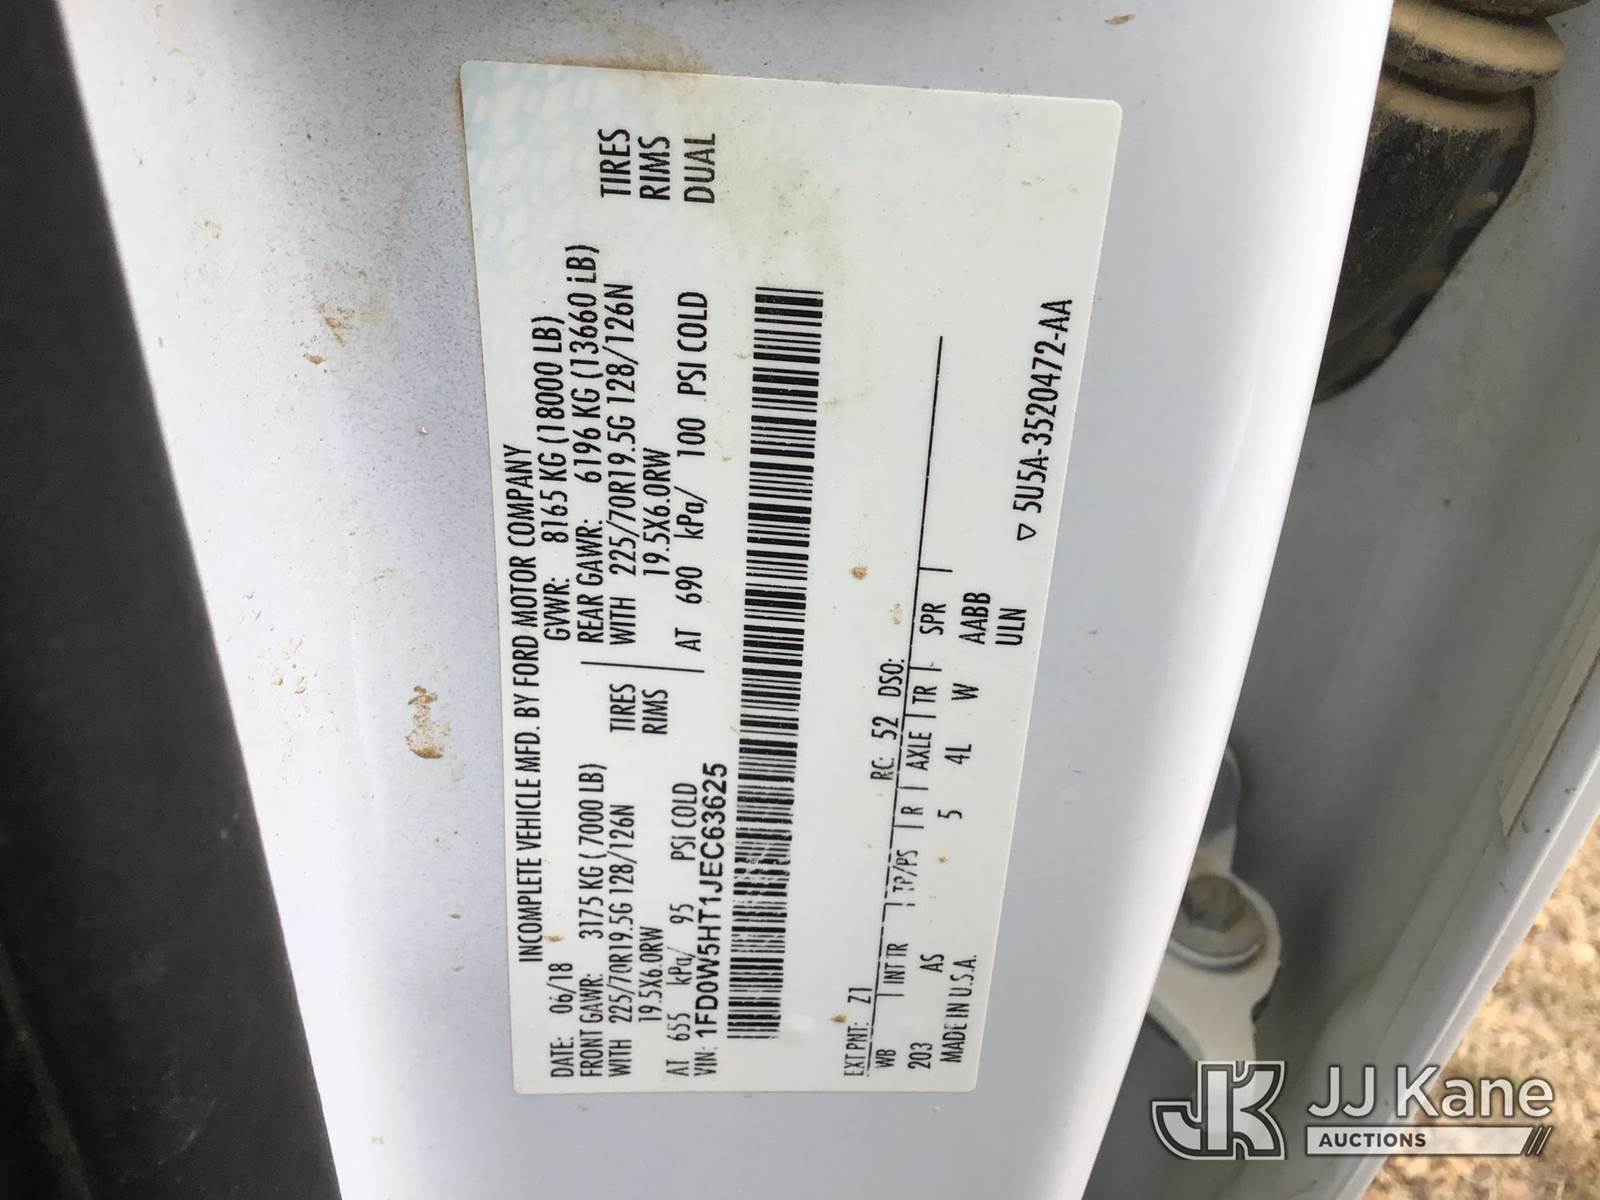 INCOMPLETE VEHICLE MFD. BY FORD MOTOR COMPANY
DATE: 06/18 GVWR: 8165 KG (18000 LB)
FRONT GAWR: 3175 KG ( 7000 LB) REAR GAWR: 6196 KG (13660 LB)
WITH 225/70R19.5G 128/126N TIRES WITH 225/70R19.5G 128/126N TIRES
19.5X6.0RW RIMS 19.5X6.0RW RIMS
AT 655 kPa/ 95 PSI COLD AT 690 kPa/ 100 PSI COLD DUAL
VIN: 1FD0W5HT1JEC63625
EXT PNT: Z1 RC: 52 DSO:
WB INT TR TP/PS R AXLE TR SPR
203 AS 5 4L W AABB
MADE IN U.S.A. ULN
▽ 5U5A-3520472-AA
JK JJ Kane
AUCTIONS